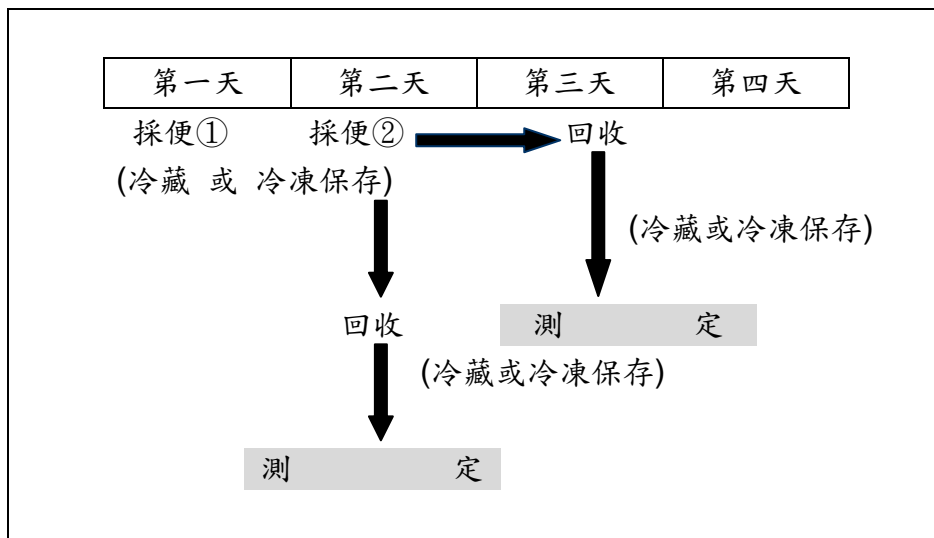 第一天 第二天 第三天 第四天
採便① 採便② 回收
(冷藏 或 冷凍保存)
(冷藏或冷凍保存)
回收 測 定
(冷藏或冷凍保存)
測 定